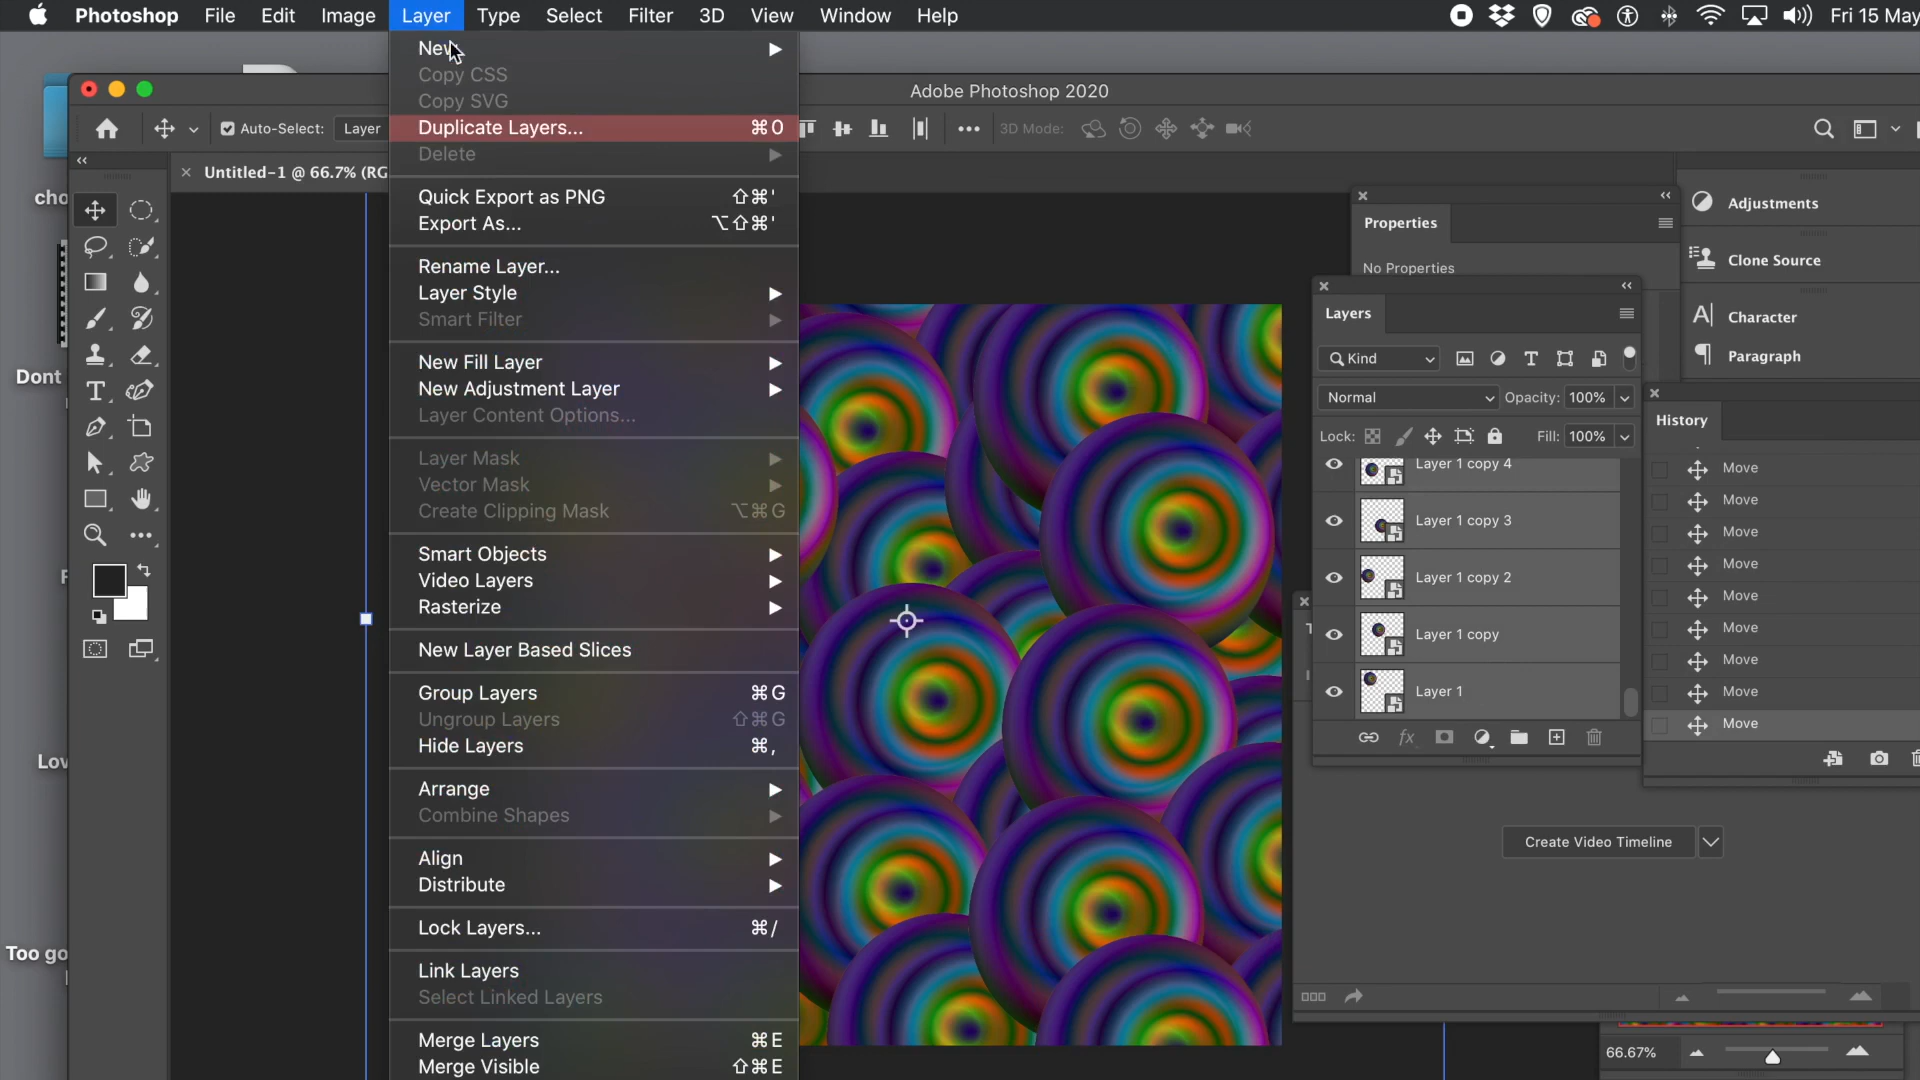 Photoshop File Edit Image Layer Type Select Filter 3D View Window Help Fri 15 May
New
Copy CSS
Copy SVG
Duplicate Layers... ⌘O
Delete
Quick Export as PNG ⇧⌘'
Export As... ⌥⇧⌘'
Rename Layer...
Layer Style
Smart Filter
New Fill Layer
New Adjustment Layer
Layer Content Options...
Layer Mask
Vector Mask
Create Clipping Mask ⌥⌘G
Smart Objects
Video Layers
Rasterize
New Layer Based Slices
Group Layers ⌘G
Ungroup Layers ⇧⌘G
Hide Layers ⌘,
Arrange
Combine Shapes
Align
Distribute
Lock Layers... ⌘/
Link Layers
Select Linked Layers
Merge Layers ⌘E
Merge Visible ⇧⌘E
Adobe Photoshop 2020
Auto-Select: Layer
3D Mode:
Untitled-1 @ 66.7% (RG
cho
Dont
Lov
Too go
Properties
No Properties
Layers
Kind
Normal Opacity: 100%
Lock: Fill: 100%
Layer 1 copy 4
Layer 1 copy 3
Layer 1 copy 2
Layer 1 copy
Layer 1
fx
Adjustments
Clone Source
Character
Paragraph
History
Move
Move
Move
Move
Move
Move
Move
Move
Move
Create Video Timeline
66.67%